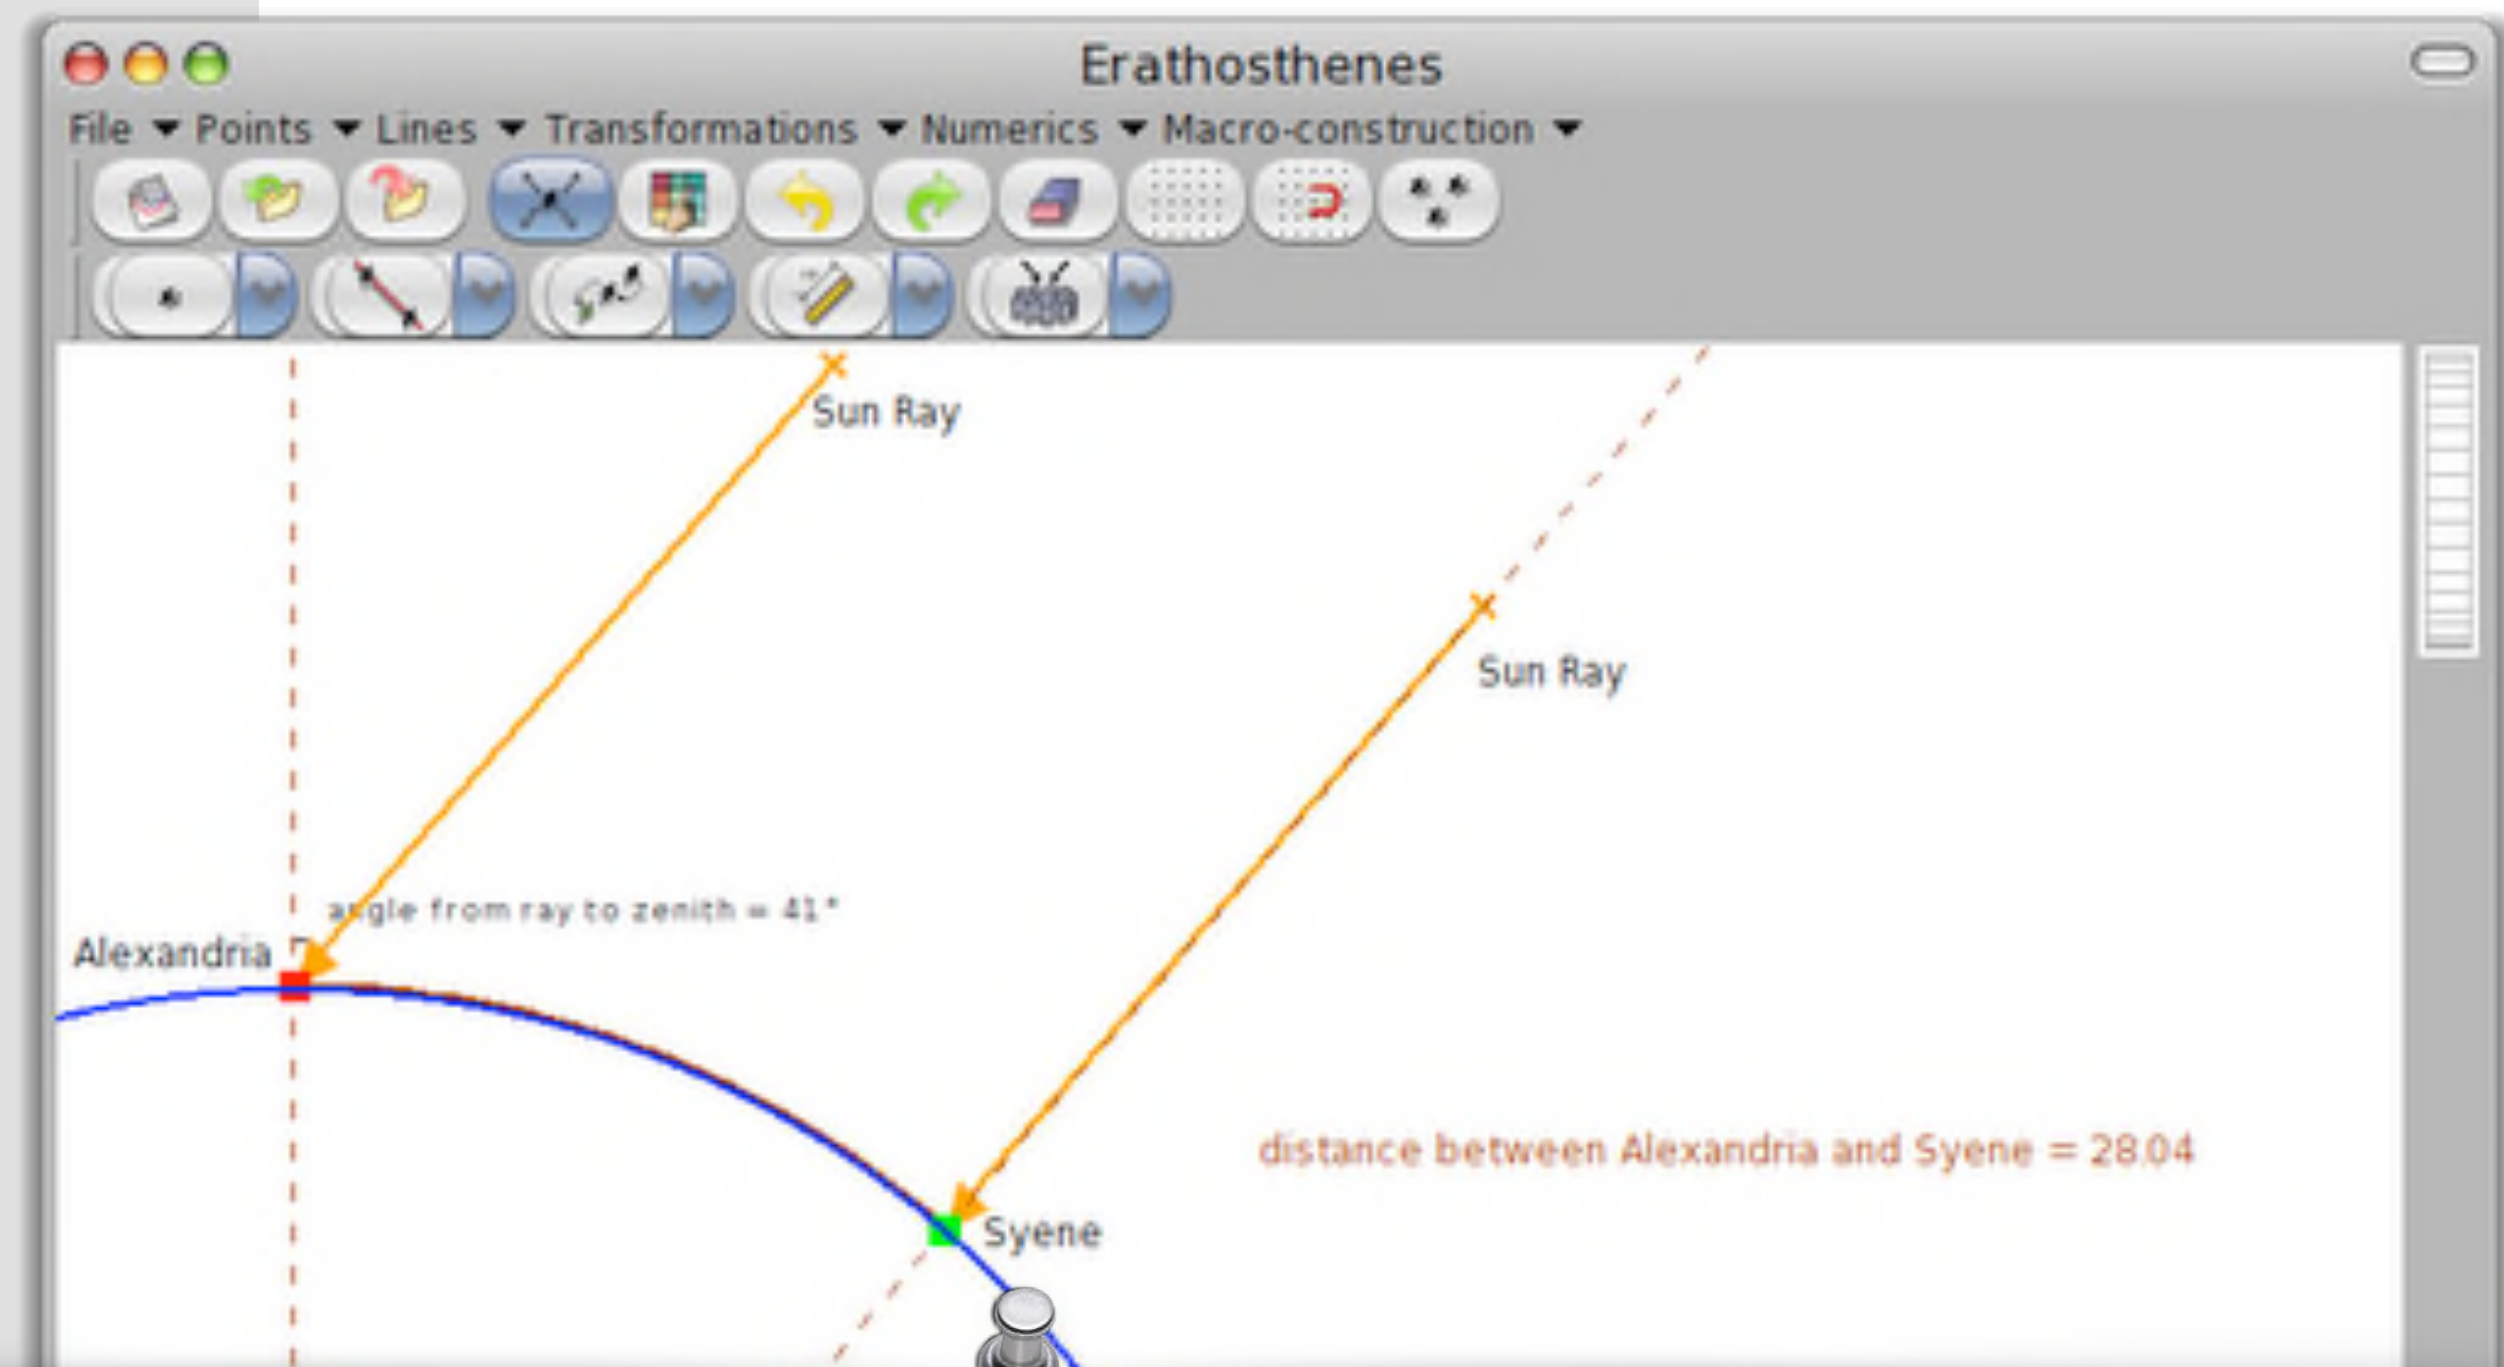 Erathosthenes
File Points Lines Transformations Numerics Macro-construction
Sun Ray
Sun Ray
angle from ray to zenith = 41°
Alexandria
distance between Alexandria and Syene = 28.04
Syene